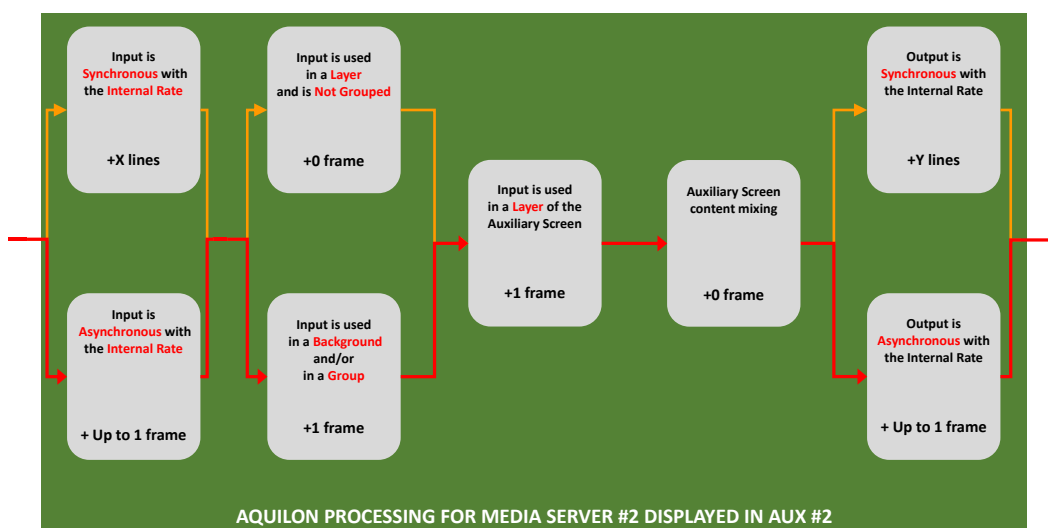 Input is
Synchronous with
the Internal Rate
+X lines
Input is
Asynchronous with
the Internal Rate
+ Up to 1 frame
Input is used
in a Layer
and is Not Grouped
+0 frame
Input is used
in a Background
and/or
in a Group
+1 frame
Input is used
in a Layer of the
Auxiliary Screen
+1 frame
Auxiliary Screen
content mixing
+0 frame
Output is
Synchronous with
the Internal Rate
+Y lines
Output is
Asynchronous with
the Internal Rate
+ Up to 1 frame
AQUILON PROCESSING FOR MEDIA SERVER #2 DISPLAYED IN AUX #2